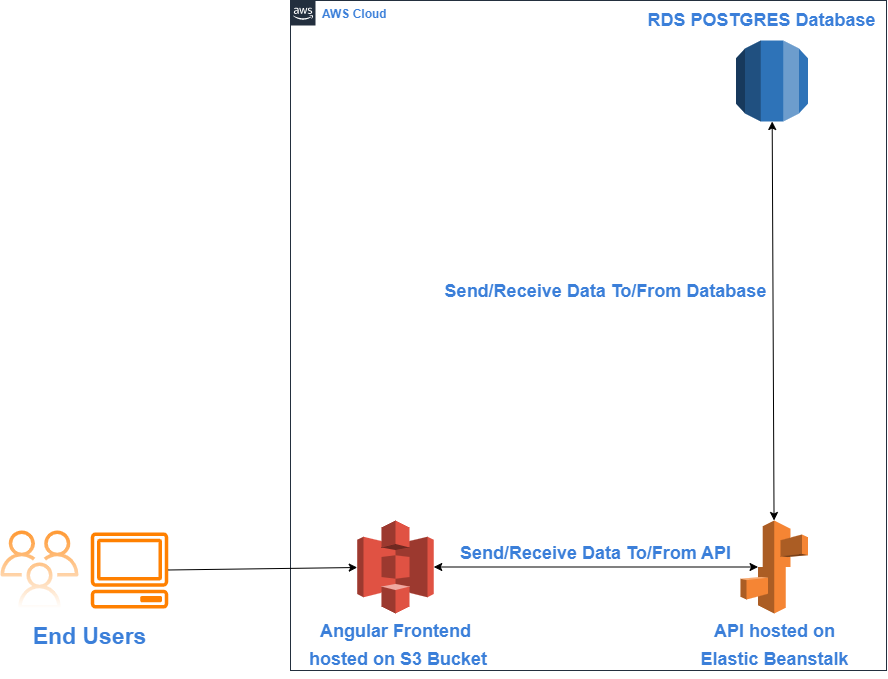 aws
AWS Cloud
RDS POSTGRES Database
Send/Receive Data To/From Database
Send/Receive Data To/From API
End Users
Angular Frontend
hosted on S3 Bucket
API hosted on
Elastic Beanstalk